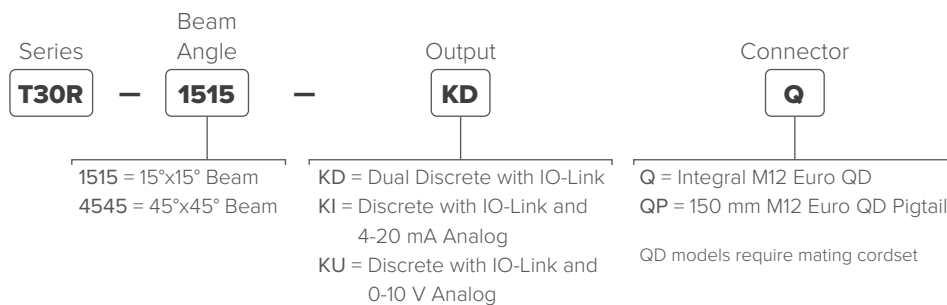 Series
Beam
Angle
Output
Connector
T30R – 1515 – KD Q
1515 = 15°x15° Beam
4545 = 45°x45° Beam
KD = Dual Discrete with IO-Link
KI = Discrete with IO-Link and
4-20 mA Analog
KU = Discrete with IO-Link and
0-10 V Analog
Q = Integral M12 Euro QD
QP = 150 mm M12 Euro QD Pigtail
QD models require mating cordset